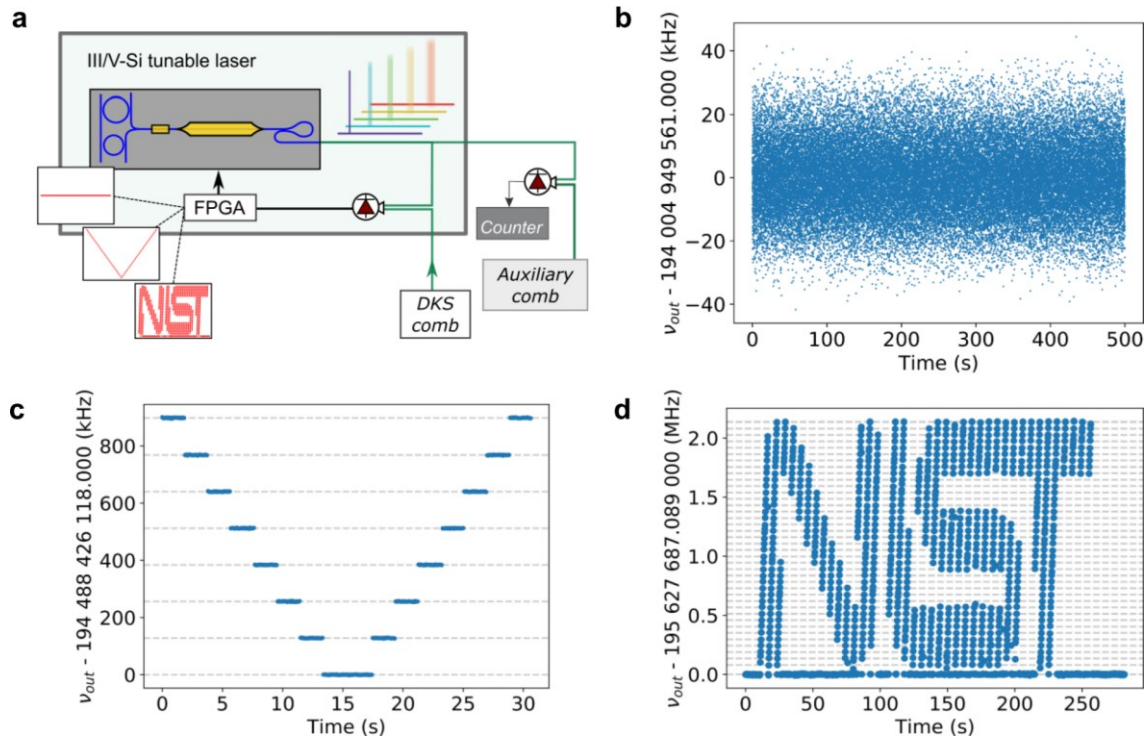 a
III/V-Si tunable laser
FPGA
NIST
Counter
DKS
comb
Auxiliary
comb
b
ν_out - 194 004 949 561.000 (kHz)
40
20
0
−20
−40
0 100 200 300 400 500
Time (s)
c
ν_out - 194 488 426 118.000 (kHz)
800
600
400
200
0
0 5 10 15 20 25 30
Time (s)
d
ν_out - 195 627 687.089 000 (MHz)
2.0
1.5
1.0
0.5
0.0
0 50 100 150 200 250
Time (s)
NIST